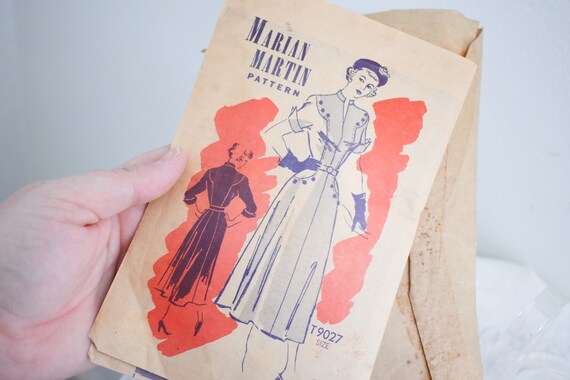 MARIAN
MARTIN
PATTERN
T9027
SIZE